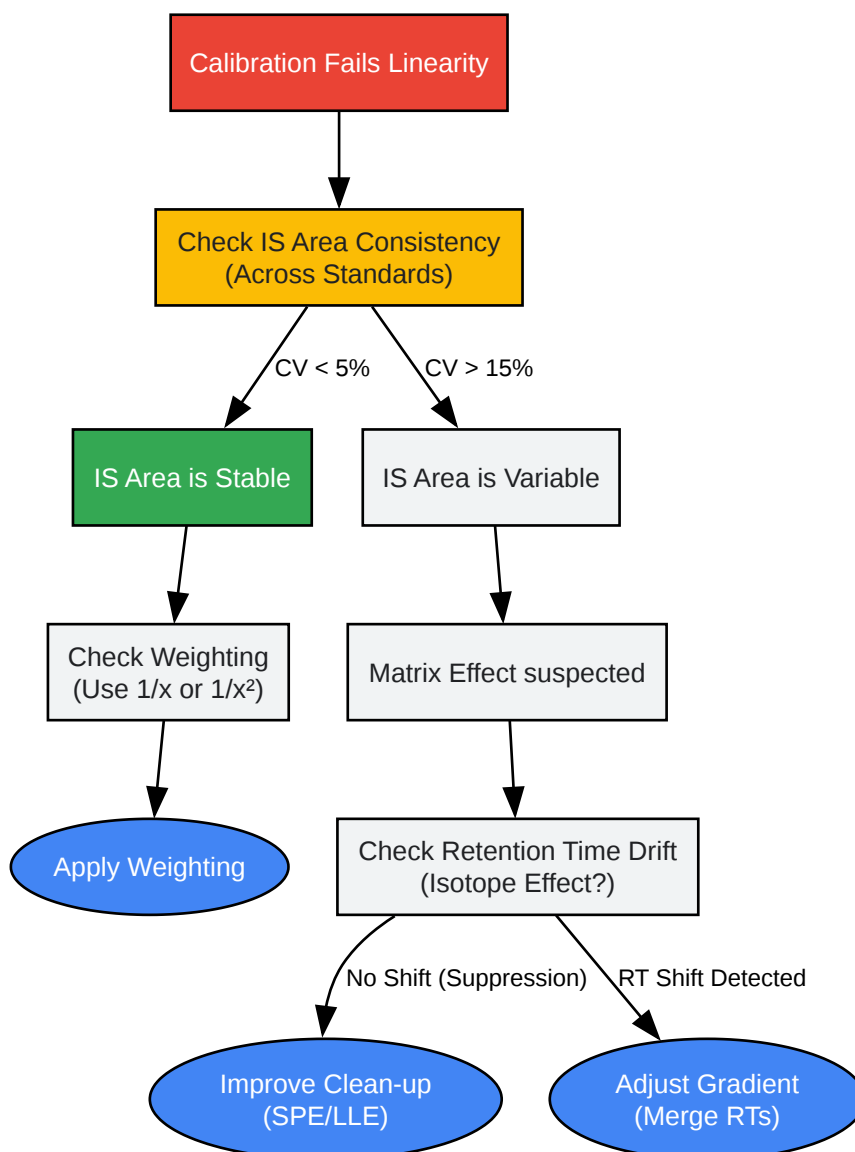 Calibration Fails Linearity
Check IS Area Consistency
(Across Standards)
CV < 5%
CV > 15%
IS Area is Stable
IS Area is Variable
Check Weighting
(Use 1/x or 1/x²)
Matrix Effect suspected
Apply Weighting
Check Retention Time Drift
(Isotope Effect?)
No Shift (Suppression)
RT Shift Detected
Improve Clean-up
(SPE/LLE)
Adjust Gradient
(Merge RTs)